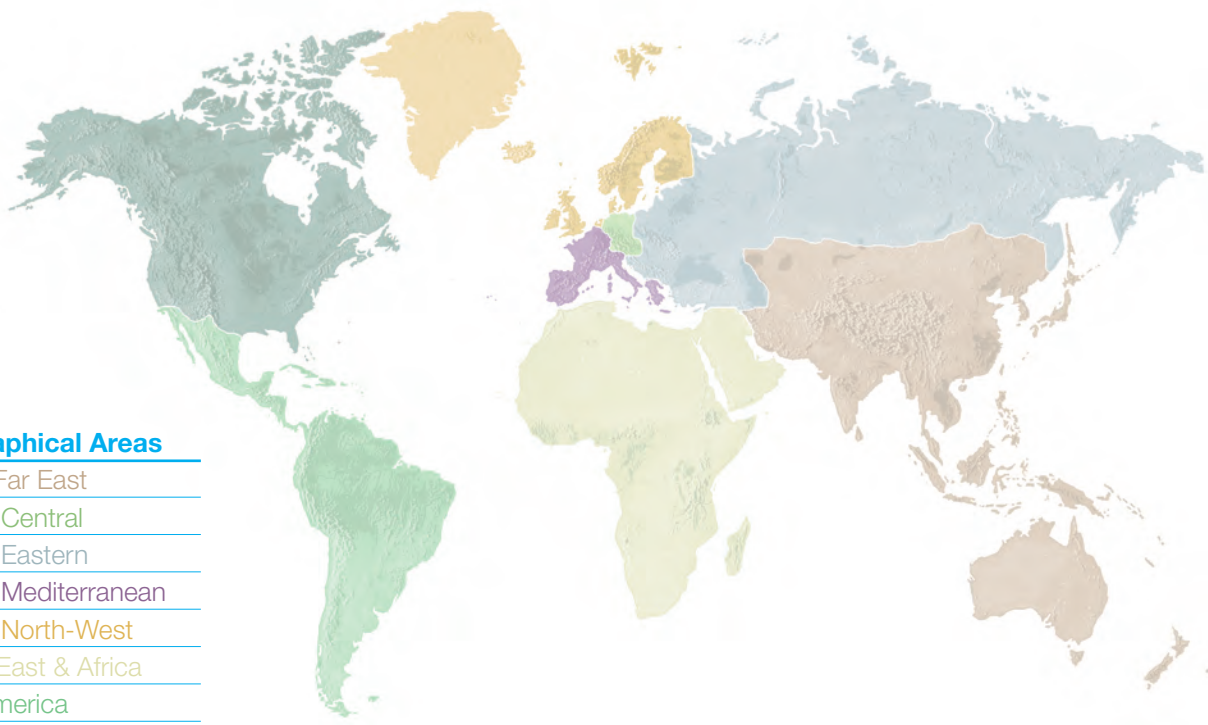 aphical Areas
Far East
Central
Eastern
Mediterranean
North-West
East & Africa
merica